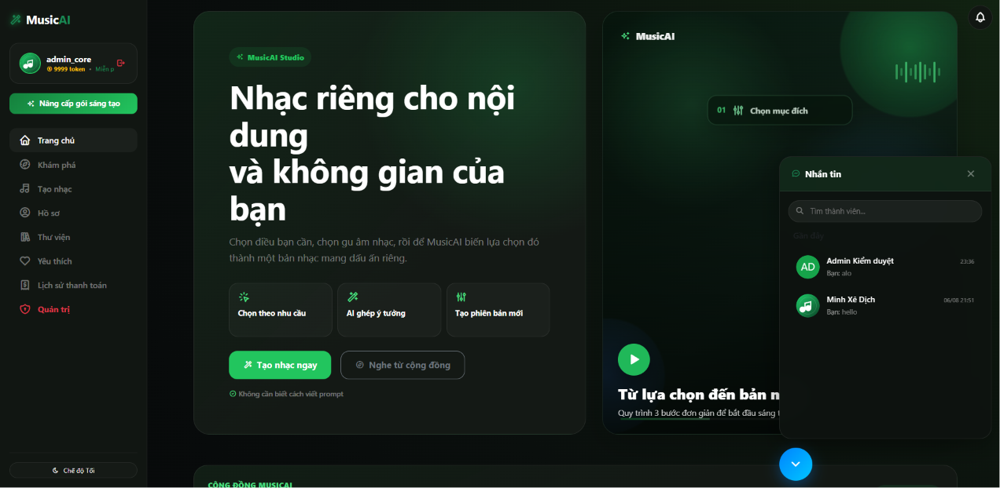 MusicAI
admin_core
9999 token • Miễn p
Nâng cấp gói sáng tạo
Trang chủ
Khám phá
Tạo nhạc
Hồ sơ
Thư viện
Yêu thích
Lịch sử thanh toán
Quản trị
Chế độ Tối
MusicAI Studio
Nhạc riêng cho nội
dung
và không gian của
bạn
Chọn điều bạn cần, chọn gu âm nhạc, rồi để MusicAI biến lựa chọn đó
thành một bản nhạc mang dấu ấn riêng.
Chọn theo nhu cầu
AI ghép ý tưởng
Tạo phiên bản mới
Tạo nhạc ngay
Nghe từ cộng đồng
Không cần biết cách viết prompt
MusicAI
01 Chọn mục đích
Từ lựa chọn đến bản n
Quy trình 3 bước đơn giản để bắt đầu sáng t
Nhắn tin
Tìm thành viên...
Gần đây
AD
Admin Kiểm duyệt
23:36
Bạn: alo
Minh Xê Dịch
06/08 21:51
Bạn: hello
CỘNG ĐỒNG MUSICAI